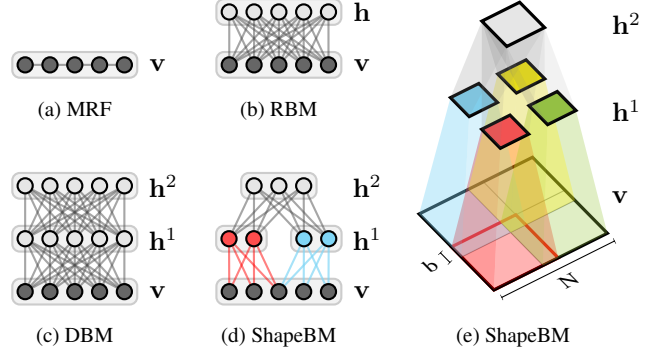 h
v
v
(a) MRF
(b) RBM
h²
h¹
v
(c) DBM
h²
h¹
v
(d) ShapeBM
h²
h¹
v
b
N
(e) ShapeBM